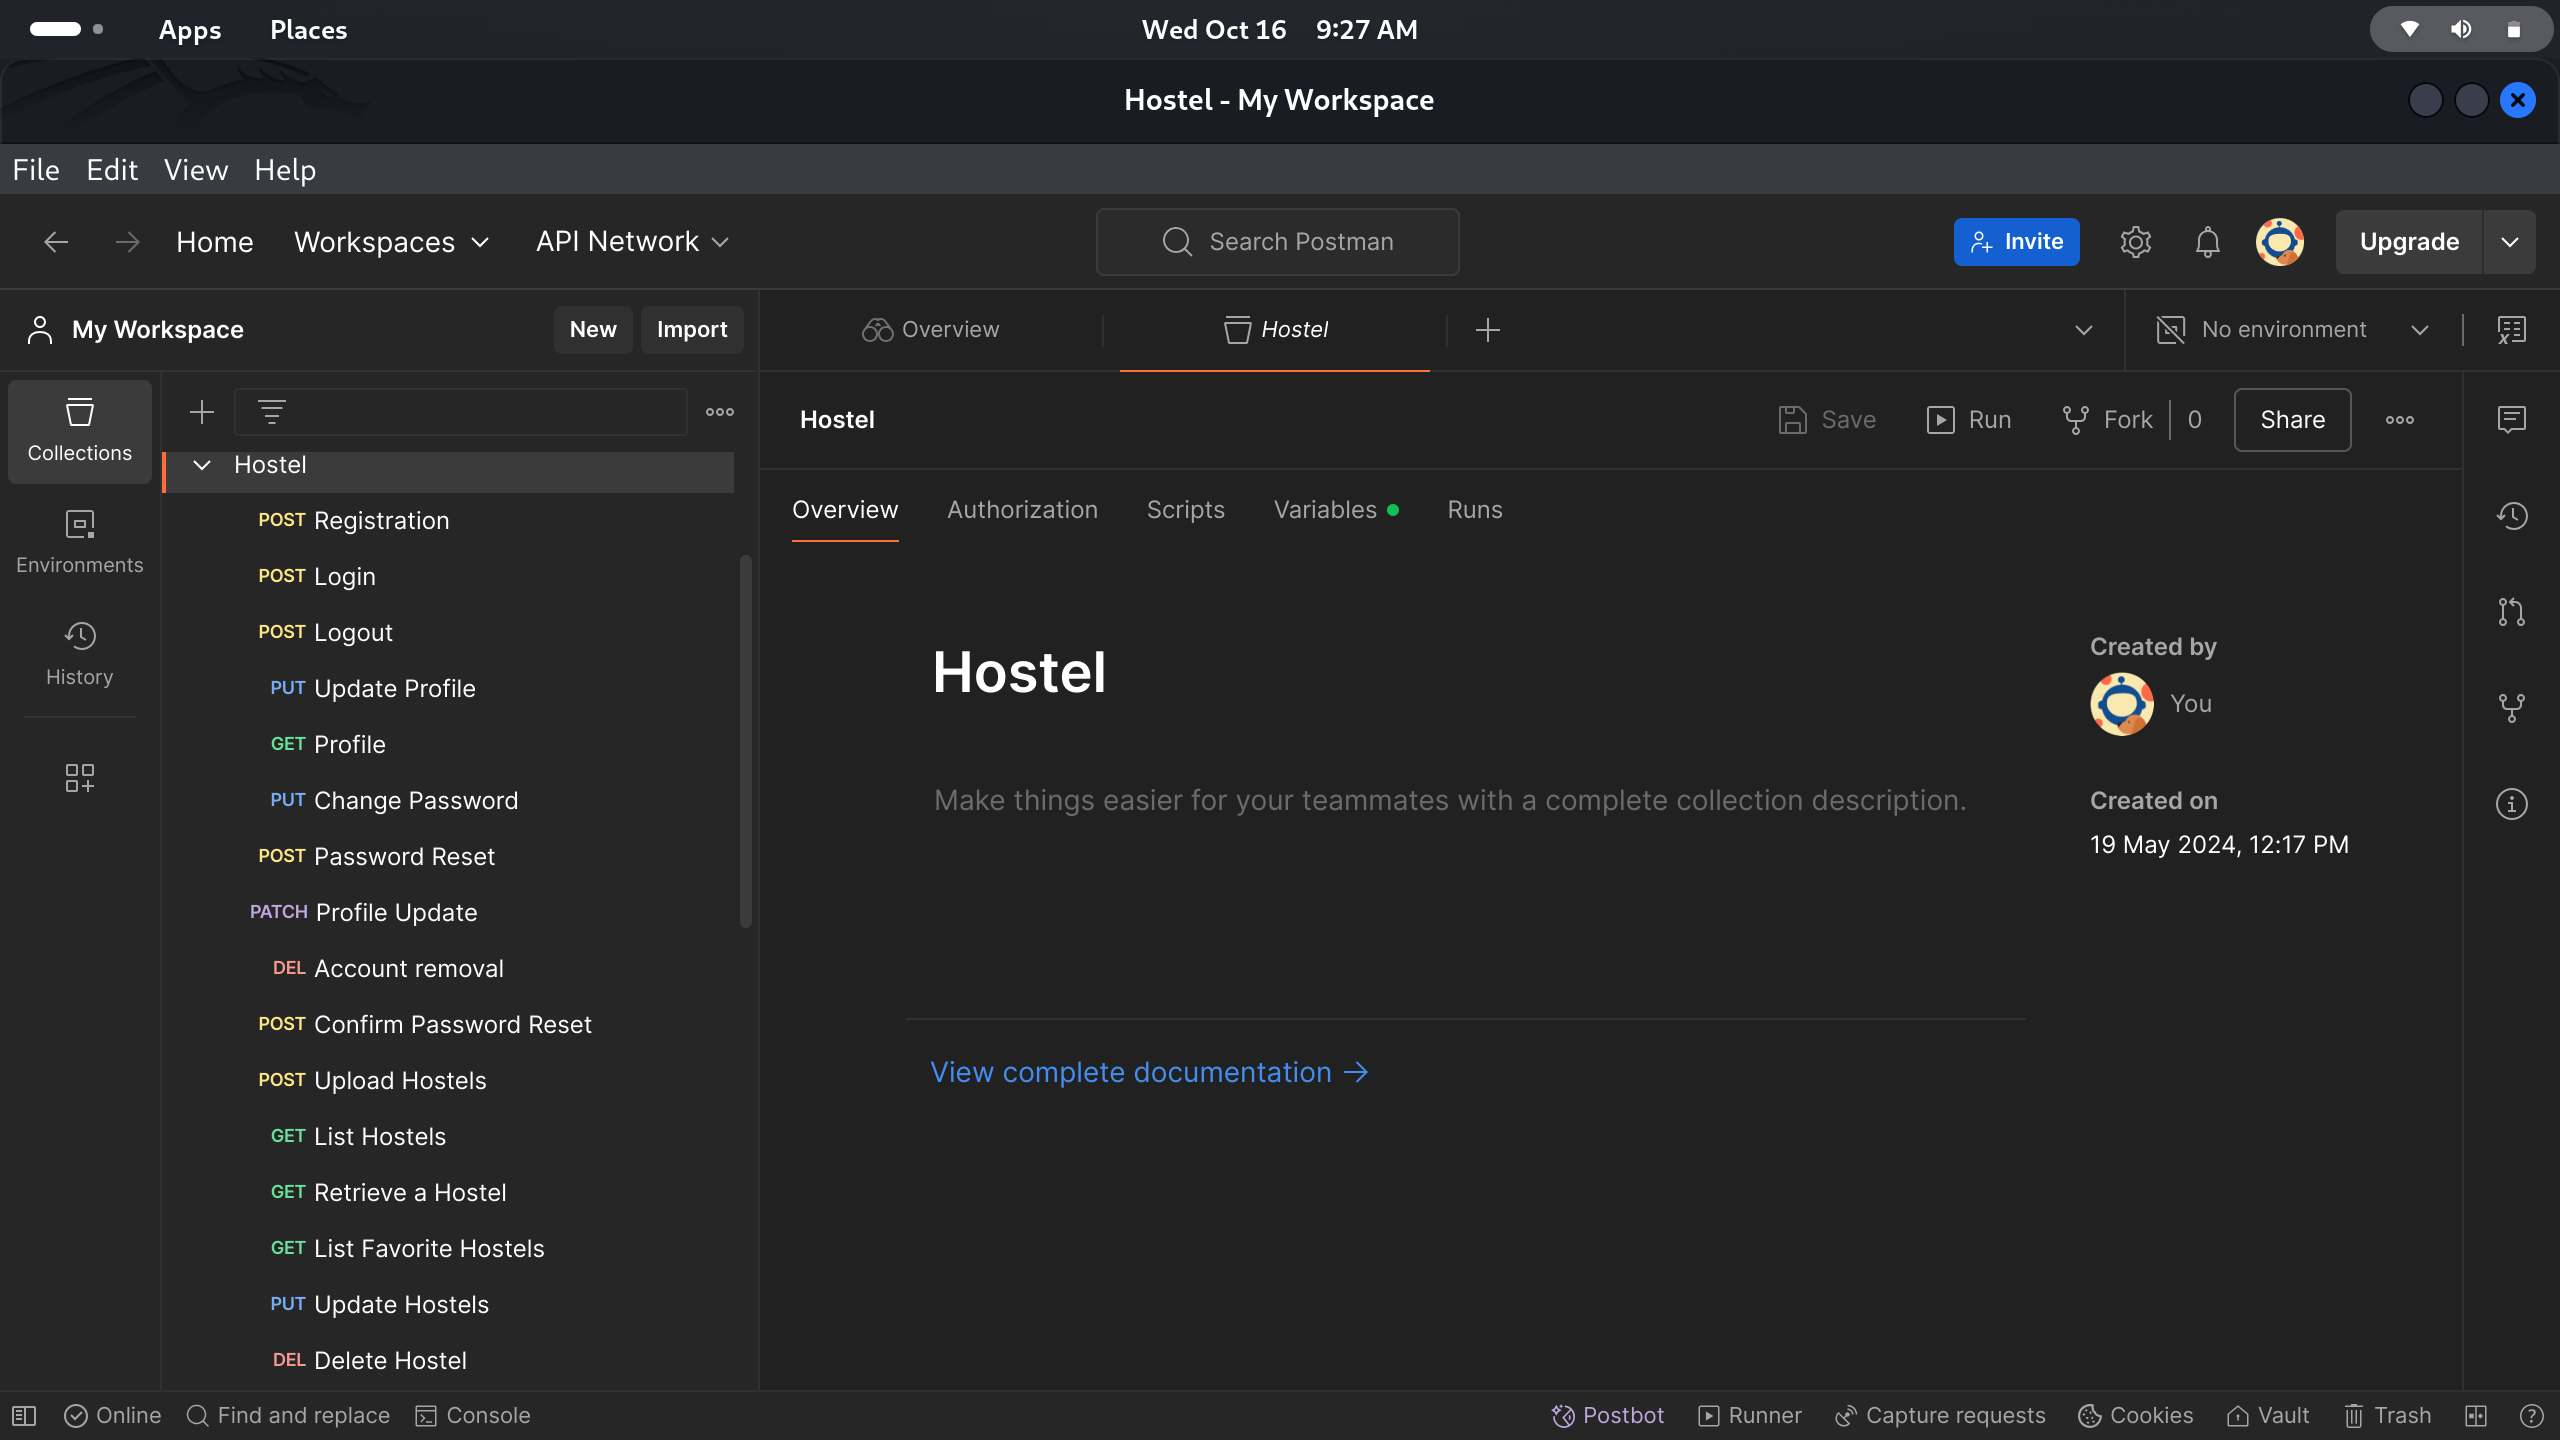 Apps Places Wed Oct 16 9:27 AM
Hostel - My Workspace
File Edit View Help
Home Workspaces API Network Search Postman Invite Upgrade
My Workspace New Import Overview Hostel No environment
Collections
Environments
History
Hostel
POST Registration
POST Login
POST Logout
PUT Update Profile
GET Profile
PUT Change Password
POST Password Reset
PATCH Profile Update
DEL Account removal
POST Confirm Password Reset
POST Upload Hostels
GET List Hostels
GET Retrieve a Hostel
GET List Favorite Hostels
PUT Update Hostels
DEL Delete Hostel
Hostel Save Run Fork 0 Share
Overview Authorization Scripts Variables Runs
Hostel
Make things easier for your teammates with a complete collection description.
View complete documentation →
Created by
You
Created on
19 May 2024, 12:17 PM
Online Find and replace Console Postbot Runner Capture requests Cookies Vault Trash